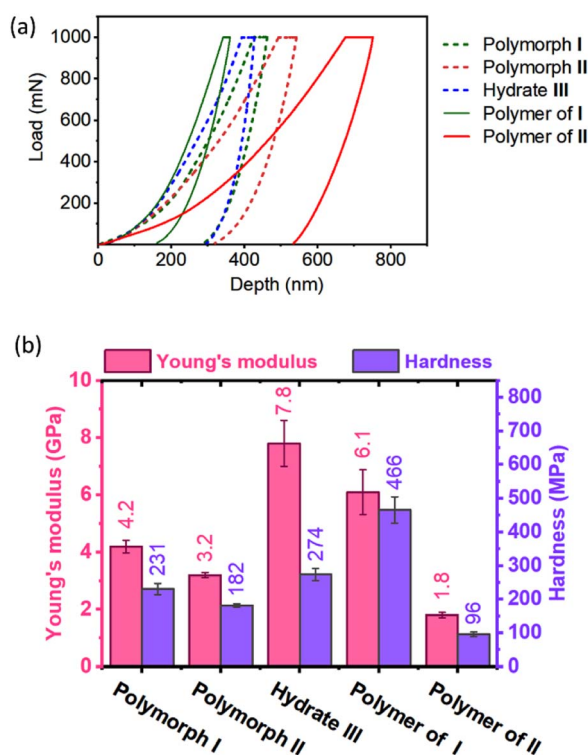 (a)
1000
800
600
400
200
Load (mN)
0
200
400
600
800
Depth (nm)
Polymorph I
Polymorph II
Hydrate III
Polymer of I
Polymer of II
(b)
Young's modulus
Hardness
10
8
6
4
2
0
Young's modulus (GPa)
4.2
231
3.2
182
7.8
274
6.1
466
1.8
96
800
700
600
500
400
300
200
100
0
Hardness (MPa)
Polymorph I
Polymorph II
Hydrate III
Polymer of I
Polymer of II